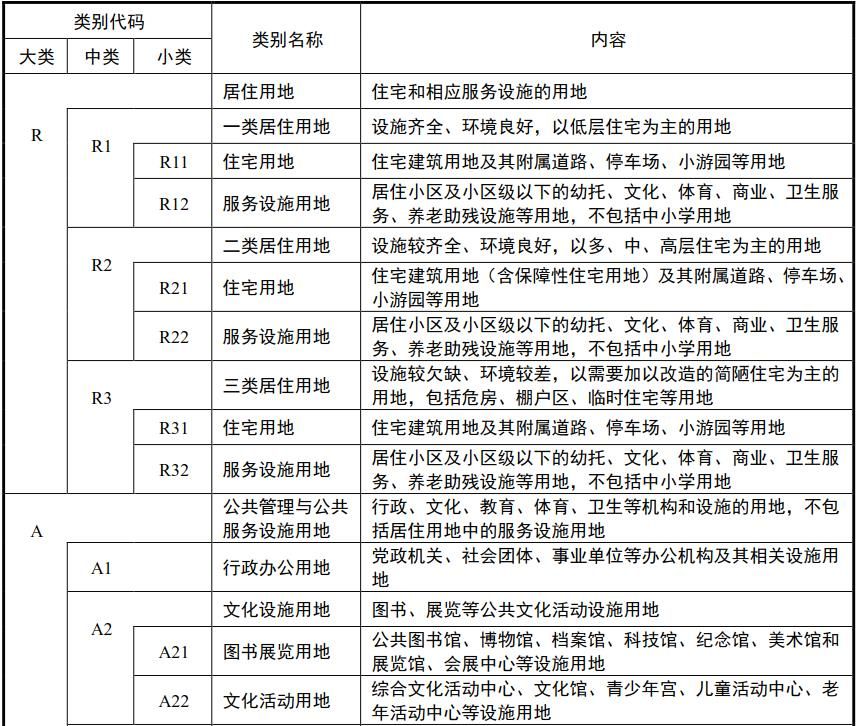 类别代码
类别名称
内容
大类
中类
小类
R
居住用地
住宅和相应服务设施的用地
R1
一类居住用地
设施齐全、环境良好，以低层住宅为主的用地
R11
住宅用地
住宅建筑用地及其附属道路、停车场、小游园等用地
R12
服务设施用地
居住小区及小区级以下的幼托、文化、体育、商业、卫生服
务、养老助残设施等用地，不包括中小学用地
R2
二类居住用地
设施较齐全、环境良好，以多、中、高层住宅为主的用地
R21
住宅用地
住宅建筑用地（含保障性住宅用地）及其附属道路、停车场、
小游园等用地
R22
服务设施用地
居住小区及小区级以下的幼托、文化、体育、商业、卫生服
务、养老助残设施等用地，不包括中小学用地
R3
三类居住用地
设施较欠缺、环境较差，以需要加以改造的简陋住宅为主的
用地，包括危房、棚户区、临时住宅等用地
R31
住宅用地
住宅建筑用地及其附属道路、停车场、小游园等用地
R32
服务设施用地
居住小区及小区级以下的幼托、文化、体育、商业、卫生服
务、养老助残设施等用地，不包括中小学用地
A
公共管理与公共
服务设施用地
行政、文化、教育、体育、卫生等机构和设施的用地，不包
括居住用地中的服务设施用地
A1
行政办公用地
党政机关、社会团体、事业单位等办公机构及其相关设施用
地
A2
文化设施用地
图书、展览等公共文化活动设施用地
A21
图书展览用地
公共图书馆、博物馆、档案馆、科技馆、纪念馆、美术馆和
展览馆、会展中心等设施用地
A22
文化活动用地
综合文化活动中心、文化馆、青少年宫、儿童活动中心、老
年活动中心等设施用地